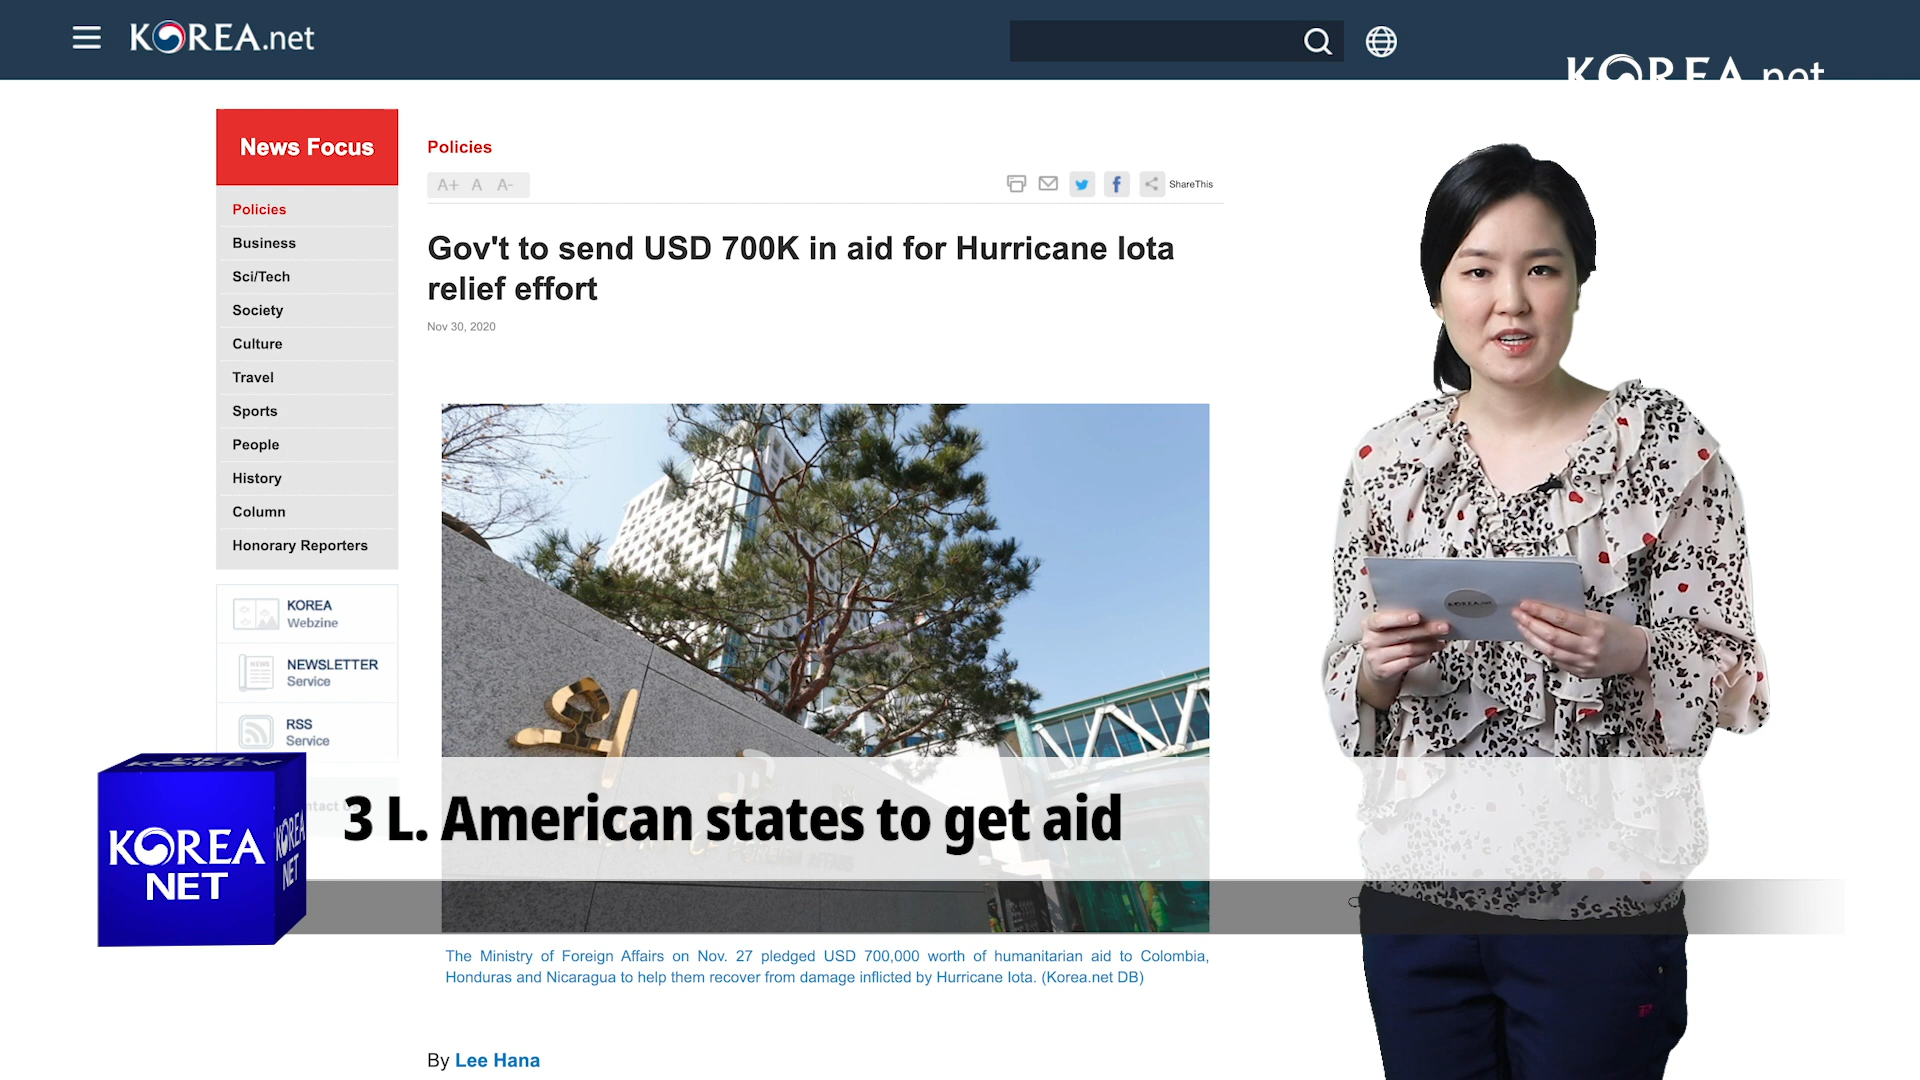 KOREA.net
KOREA.net
News Focus
Policies
Business
Sci/Tech
Society
Culture
Travel
Sports
People
History
Column
Honorary Reporters
KOREA
Webzine
NEWS
NEWSLETTER
Service
RSS
Service
Policies
A+ A A-
ShareThis
Gov't to send USD 700K in aid for Hurricane Iota
relief effort
Nov 30, 2020
KOREA.net
KOREA
NET
KOREA
NET
3 L. American states to get aid
The Ministry of Foreign Affairs on Nov. 27 pledged USD 700,000 worth of humanitarian aid to Colombia,
Honduras and Nicaragua to help them recover from damage inflicted by Hurricane Iota. (Korea.net DB)
By Lee Hana